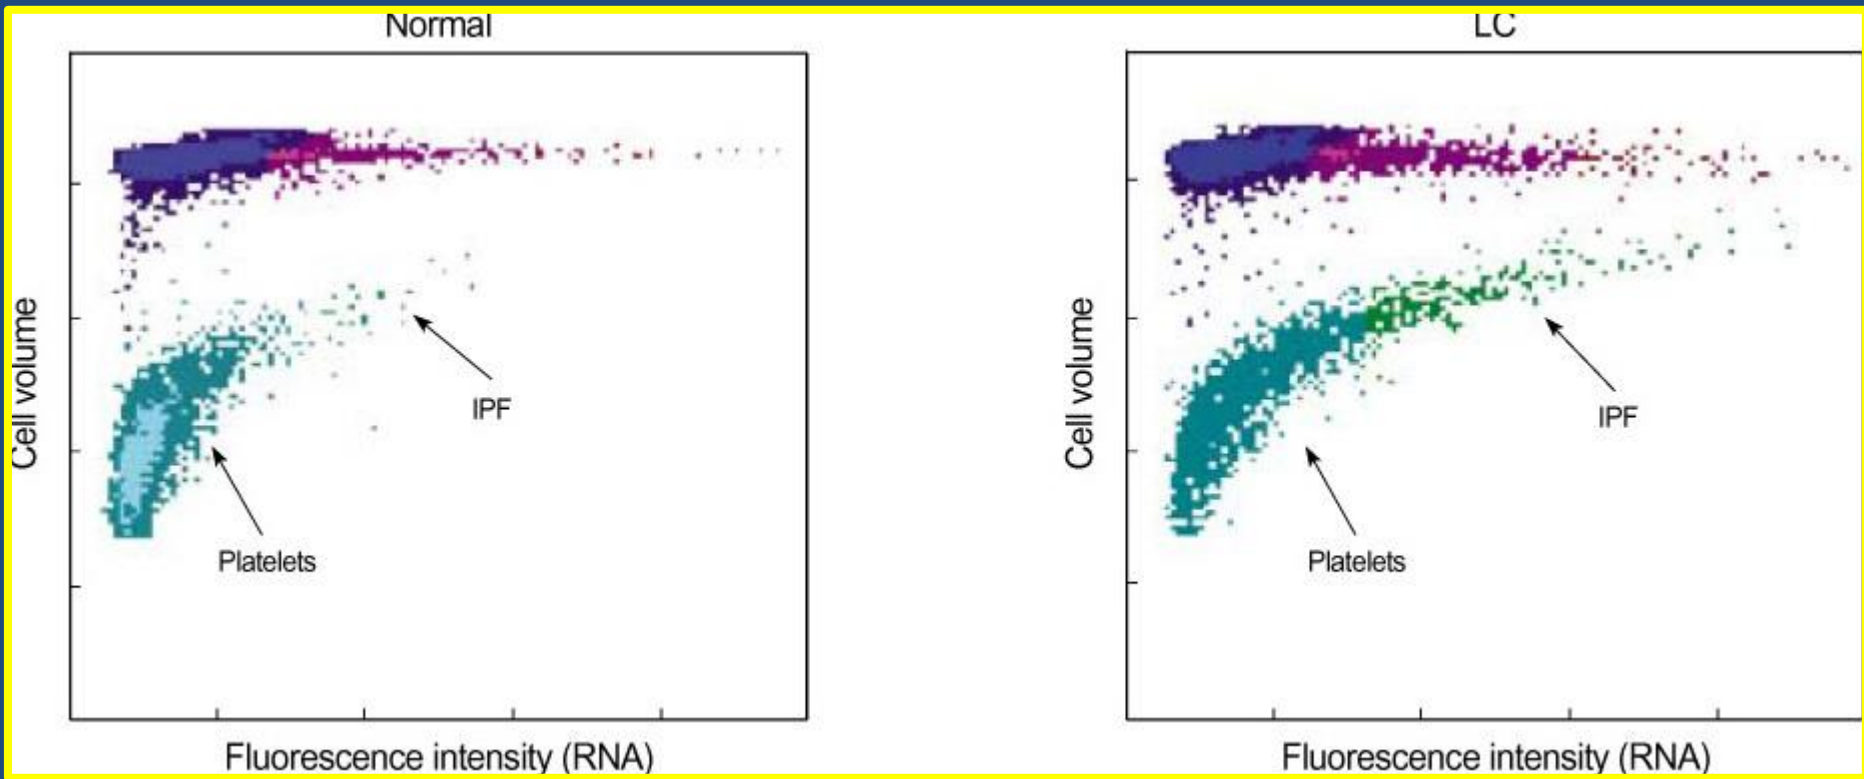 Normal
Cell volume
IPF
Platelets
Fluorescence intensity (RNA)
LC
Cell volume
IPF
Platelets
Fluorescence intensity (RNA)